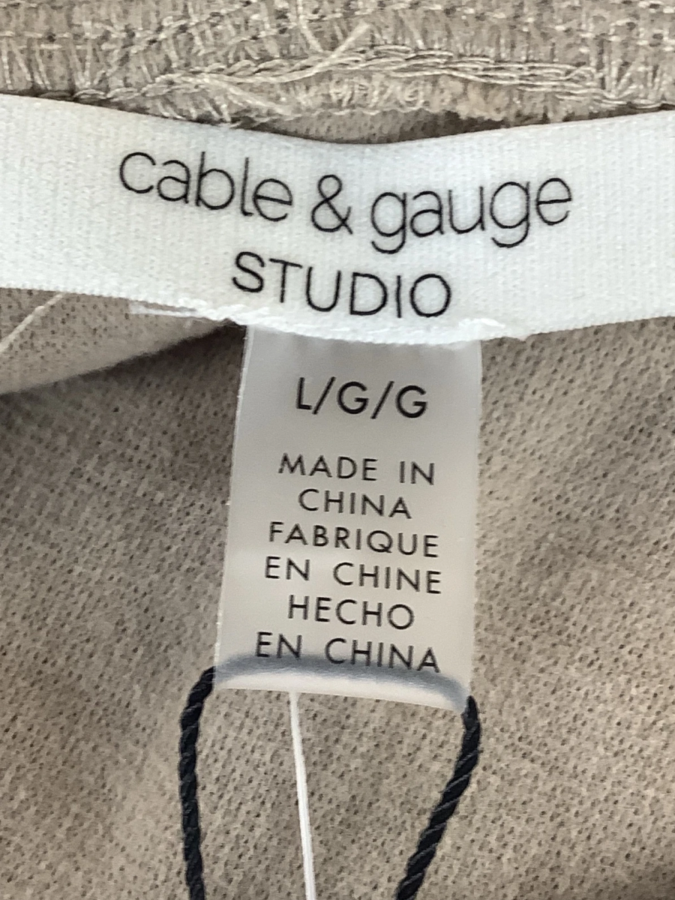 cable & gauge
STUDIO
L/G/G
MADE IN
CHINA
FABRIQUE
EN CHINE
HECHO
EN CHINA